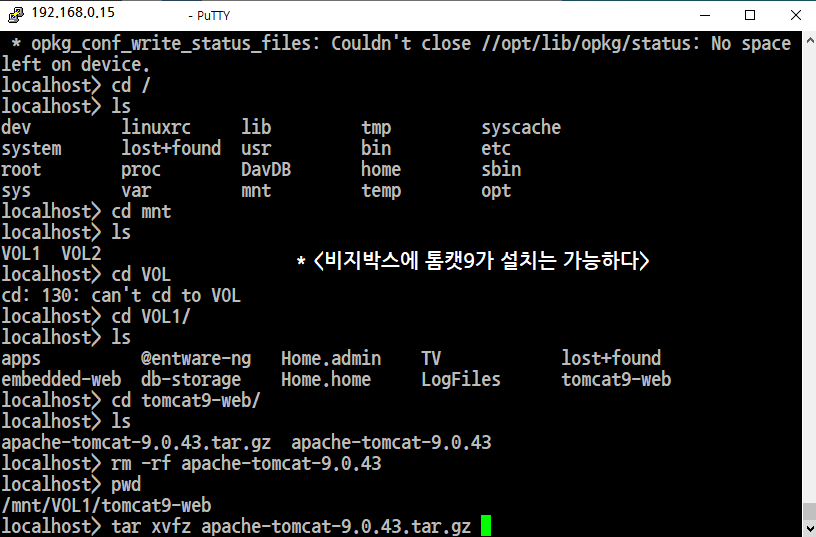 192.168.0.15 - PuTTY
* opkg_conf_write_status_files: Couldn't close //opt/lib/opkg/status: No space
left on device.
localhost> cd /
localhost> ls
dev linuxrc lib tmp syscache
system lost+found usr bin etc
root proc DavDB home sbin
sys var mnt temp opt
localhost> cd mnt
localhost> ls
VOL1 VOL2
* <비지박스에 톰캣9가 설치는 가능하다>
localhost> cd VOL
cd: 130: can't cd to VOL
localhost> cd VOL1/
localhost> ls
apps @entware-ng Home.admin TV lost+found
embedded-web db-storage Home.home LogFiles tomcat9-web
localhost> cd tomcat9-web/
localhost> ls
apache-tomcat-9.0.43.tar.gz apache-tomcat-9.0.43
localhost> rm -rf apache-tomcat-9.0.43
localhost> pwd
/mnt/VOL1/tomcat9-web
localhost> tar xvfz apache-tomcat-9.0.43.tar.gz